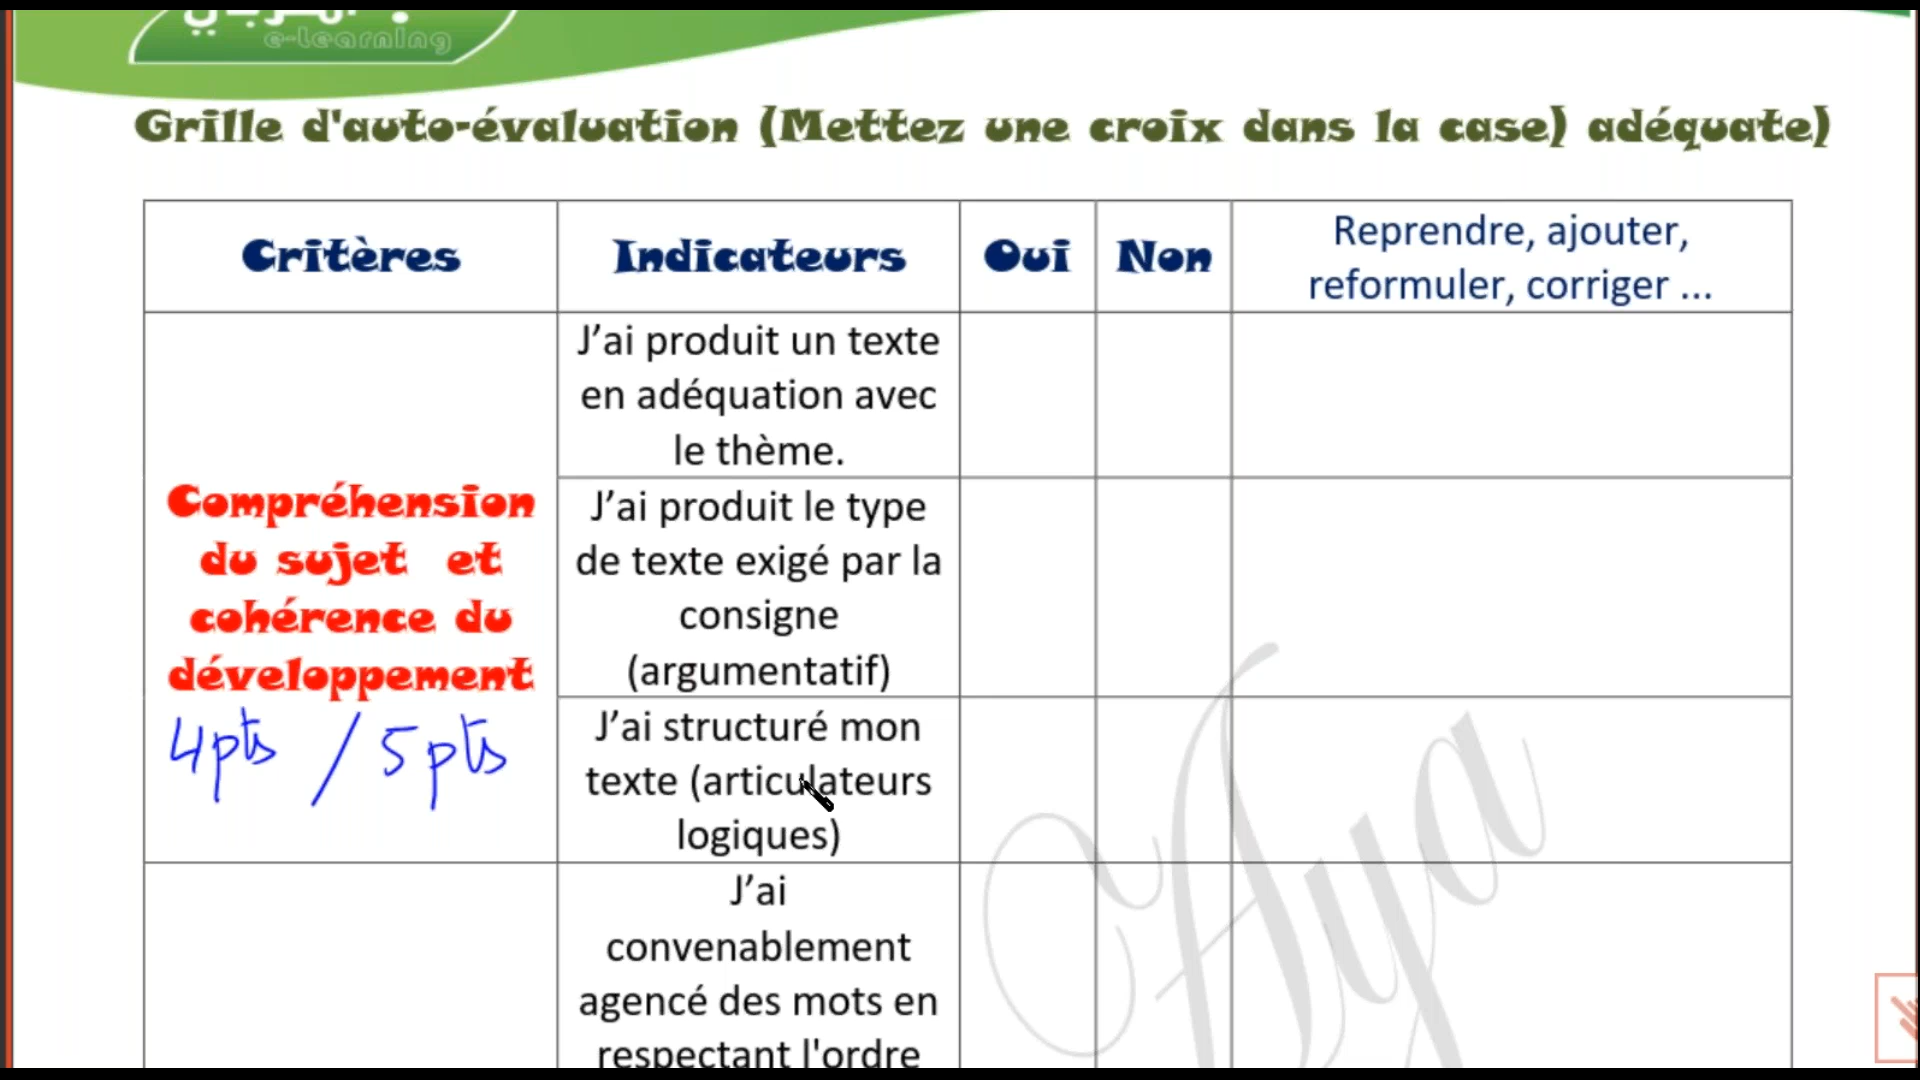 e-Learning
Grille d'auto-évaluation (Mettez une croix dans la case) adéquate)
Critères
Indicateurs
Oui
Non
Reprendre, ajouter,
reformuler, corriger ...
Compréhension
du sujet et
cohérence du
développement
4pts / 5pts
J’ai produit un texte
en adéquation avec
le thème.
J’ai produit le type
de texte exigé par la
consigne
(argumentatif)
J’ai structuré mon
texte (articulateurs
logiques)
J’ai
convenablement
agencé des mots en
respectant l'ordre
Aya